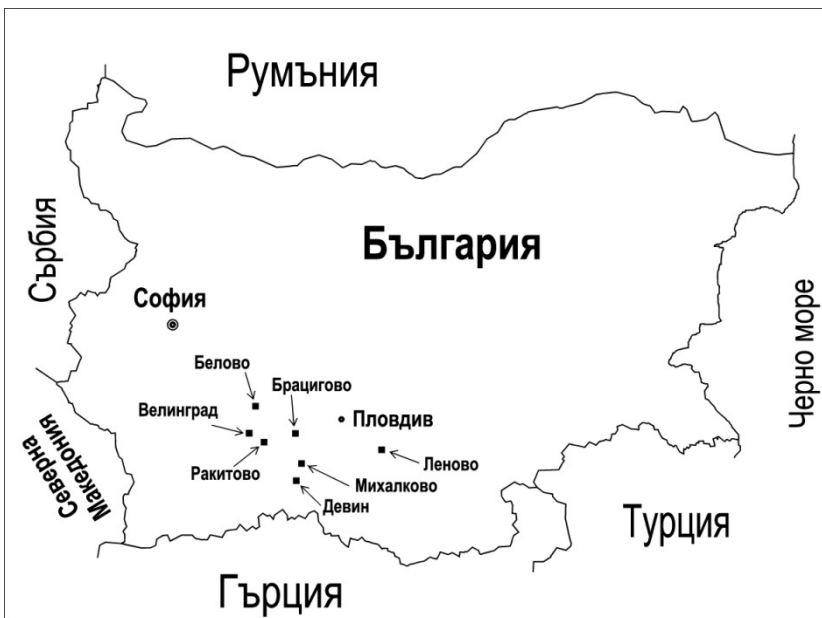 Румъния
Сърбия
България
София
Черно море
Белово
Брацигово
Велинград
Пловдив
Северна
Македония
Ракитово
Леново
Михалково
Девин
Турция
Гърция